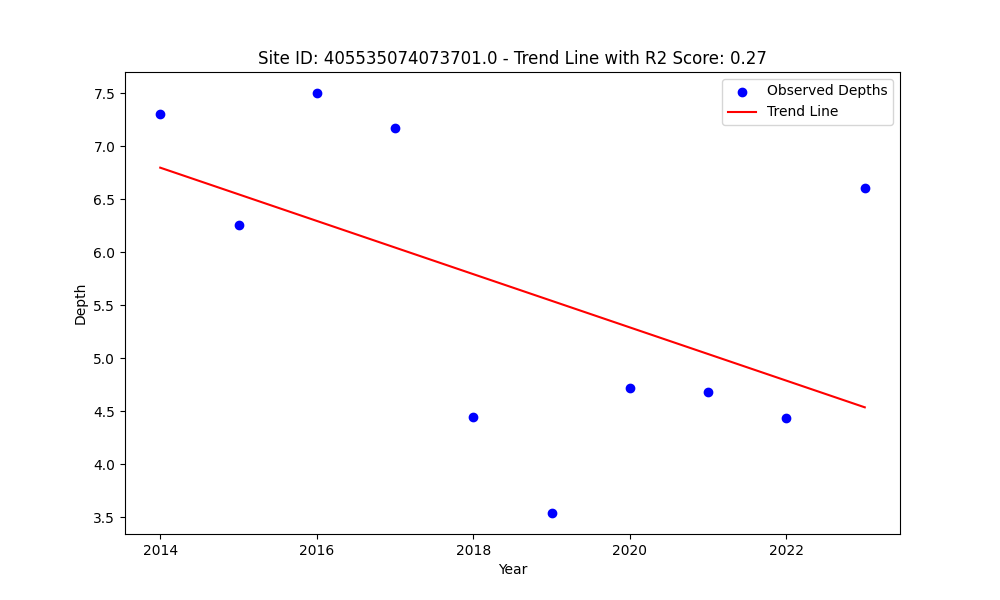 Site ID: 405535074073701.0 - Trend Line with R2 Score: 0.27
Observed Depths
Trend Line
7.5
7.0
6.5
6.0
5.5
5.0
4.5
4.0
3.5
Depth
2014 2016 2018 2020 2022
Year